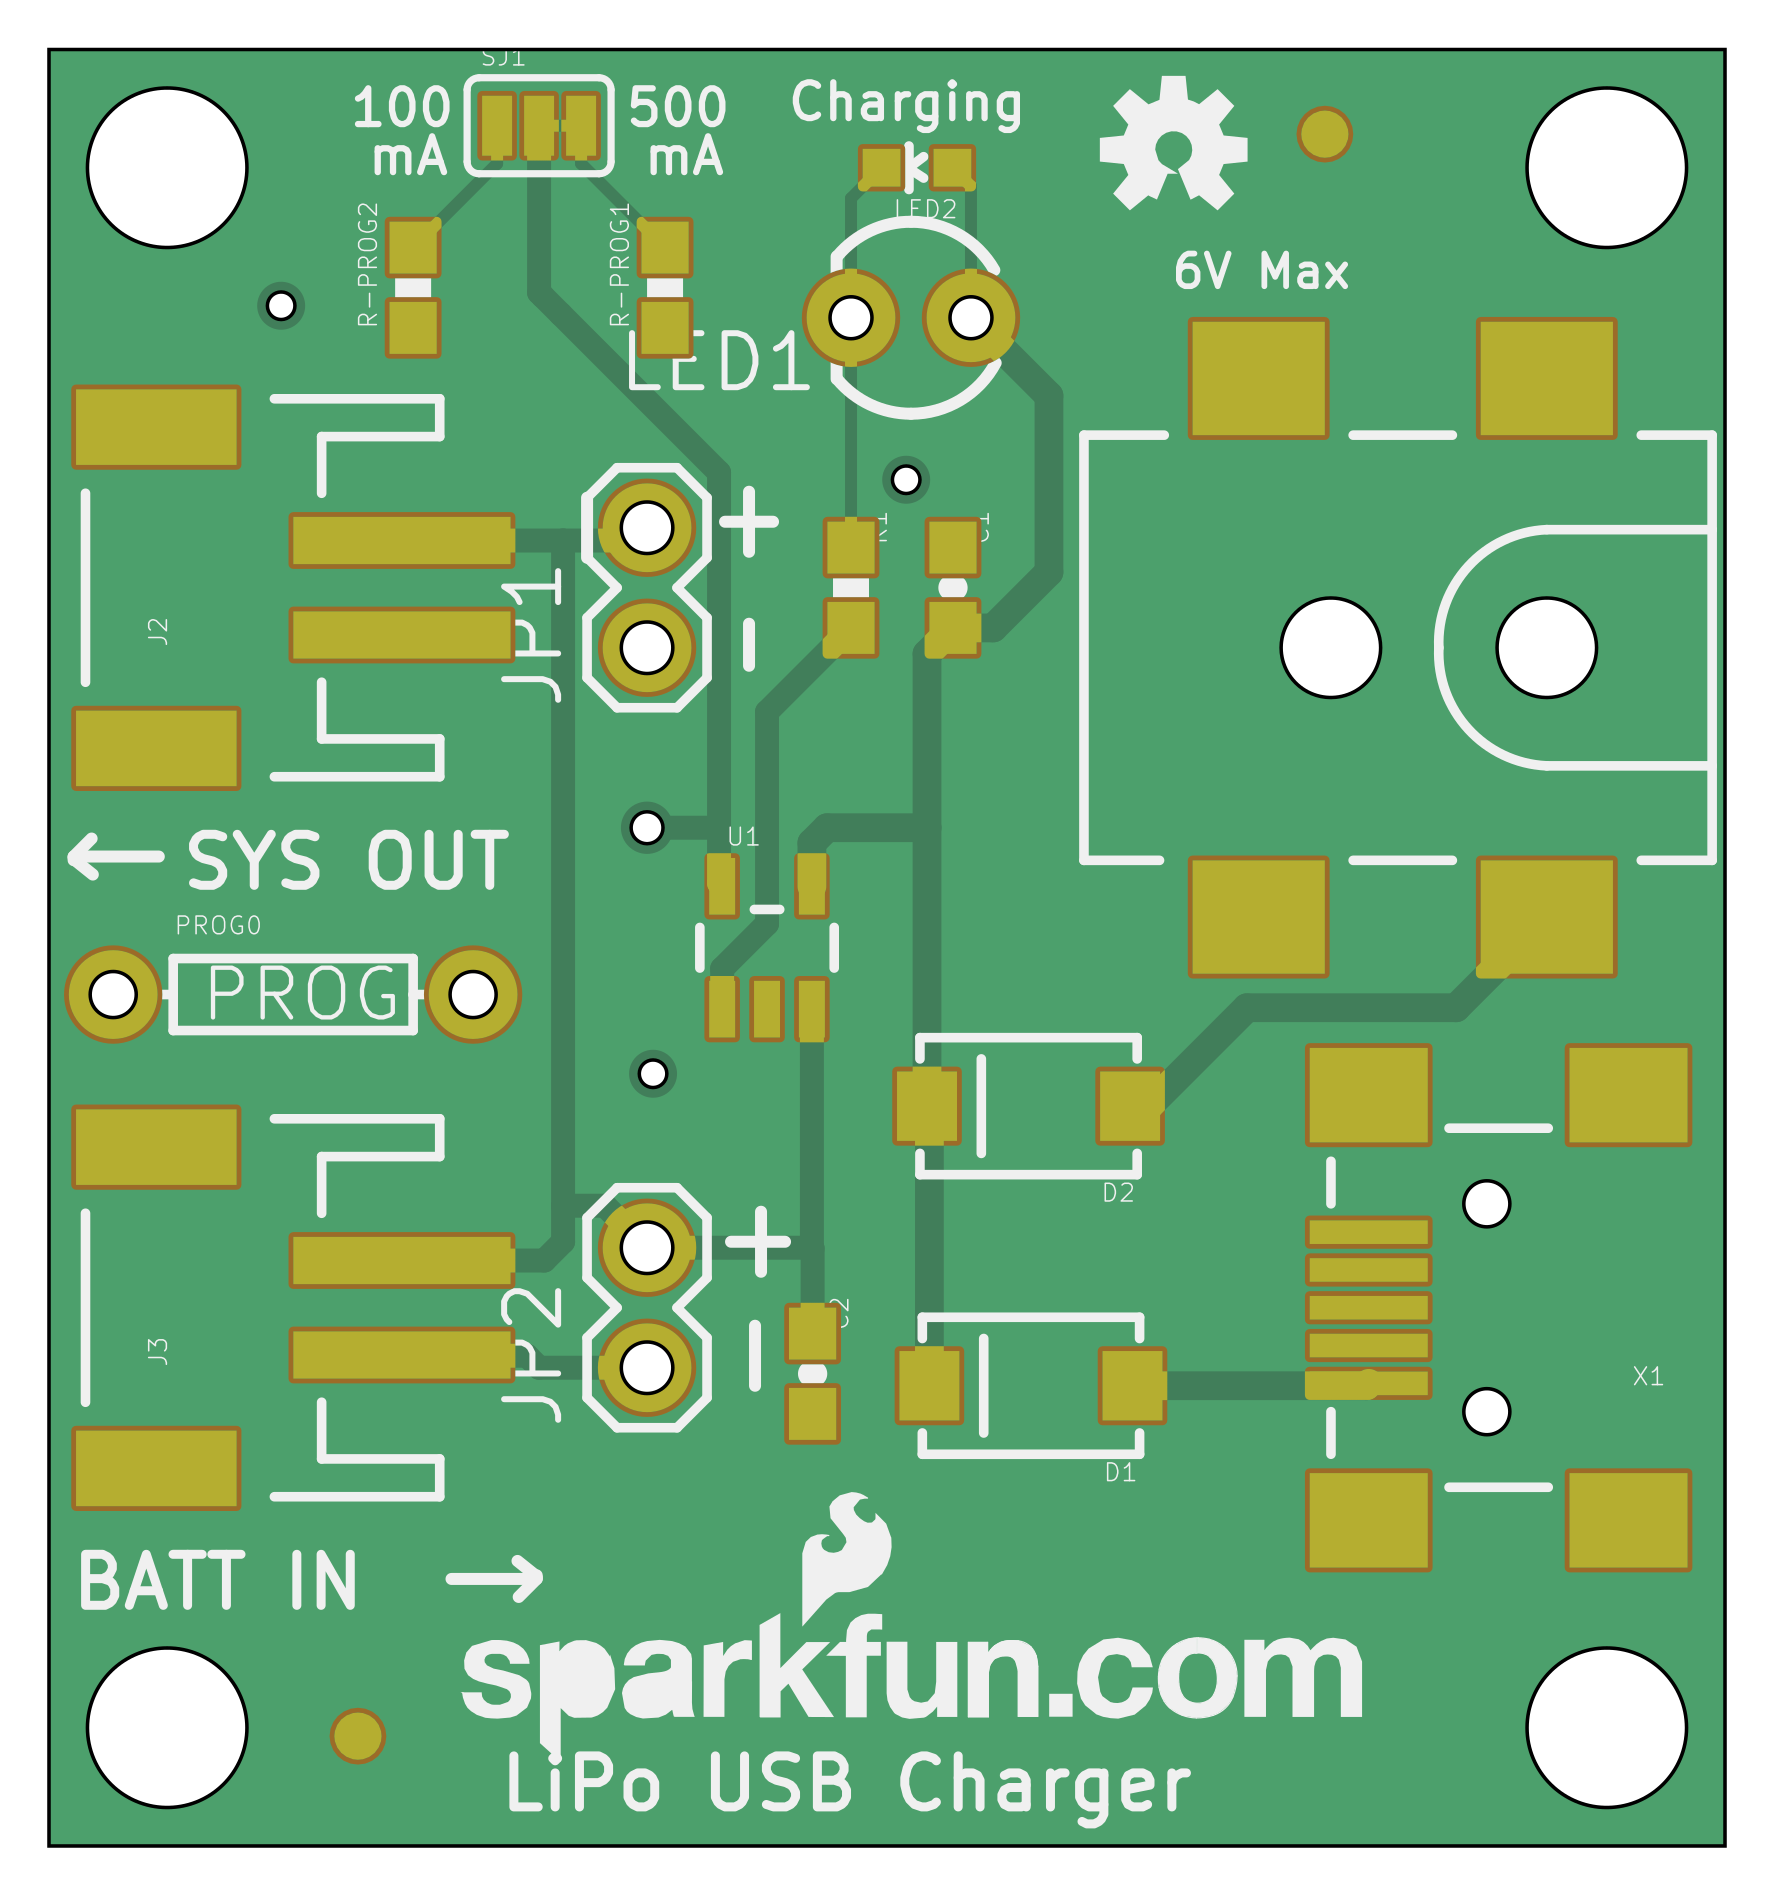 SJ1
100 mA
500 mA
Charging
LED2
R-PROG2
R-PROG1
6V Max
LED1
+
J2
JP1
-
← SYS OUT
U1
PROG0
PROG
D2
+
J3
JP2
-
X1
D1
BATT IN →
sparkfun.com
LiPo USB Charger